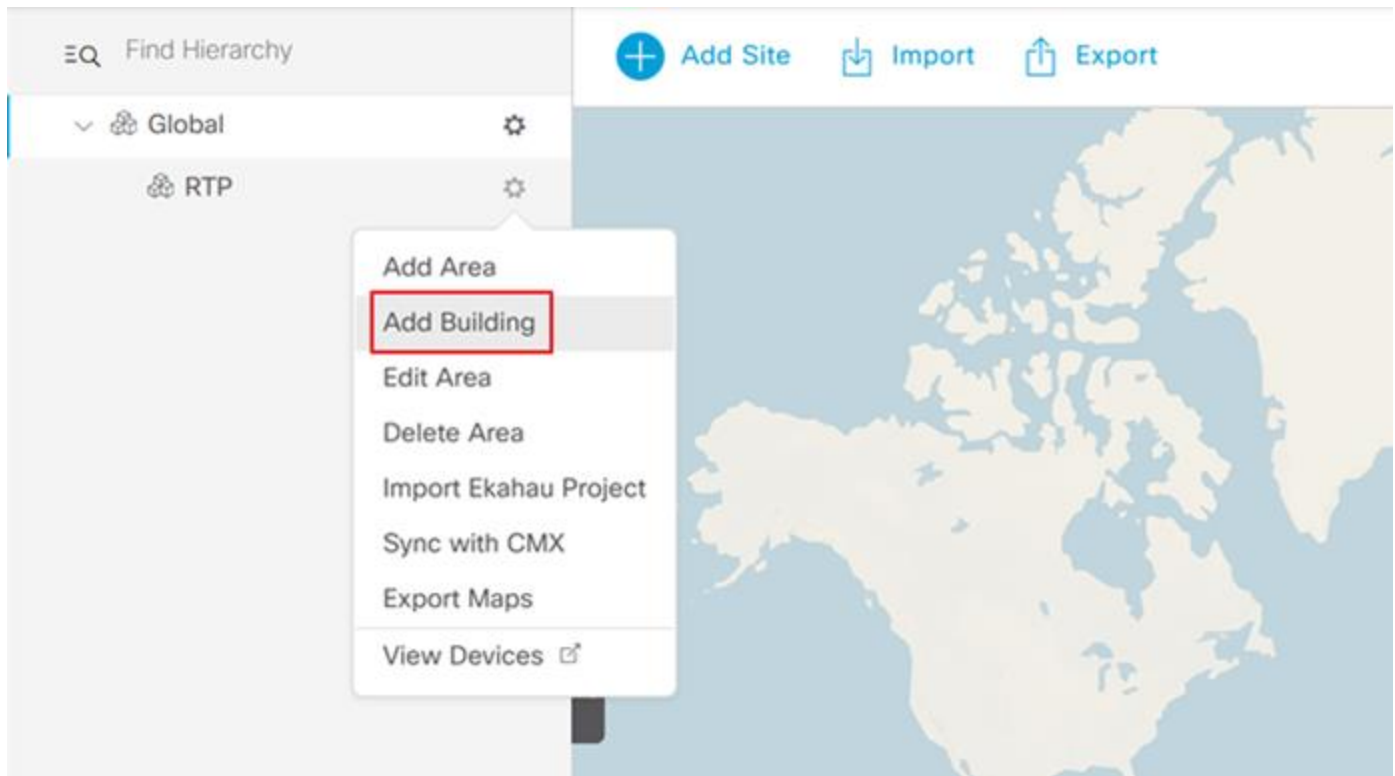 Find Hierarchy
Add Site
Import
Export
Global
RTP
Add Area
Add Building
Edit Area
Delete Area
Import Ekahau Project
Sync with CMX
Export Maps
View Devices